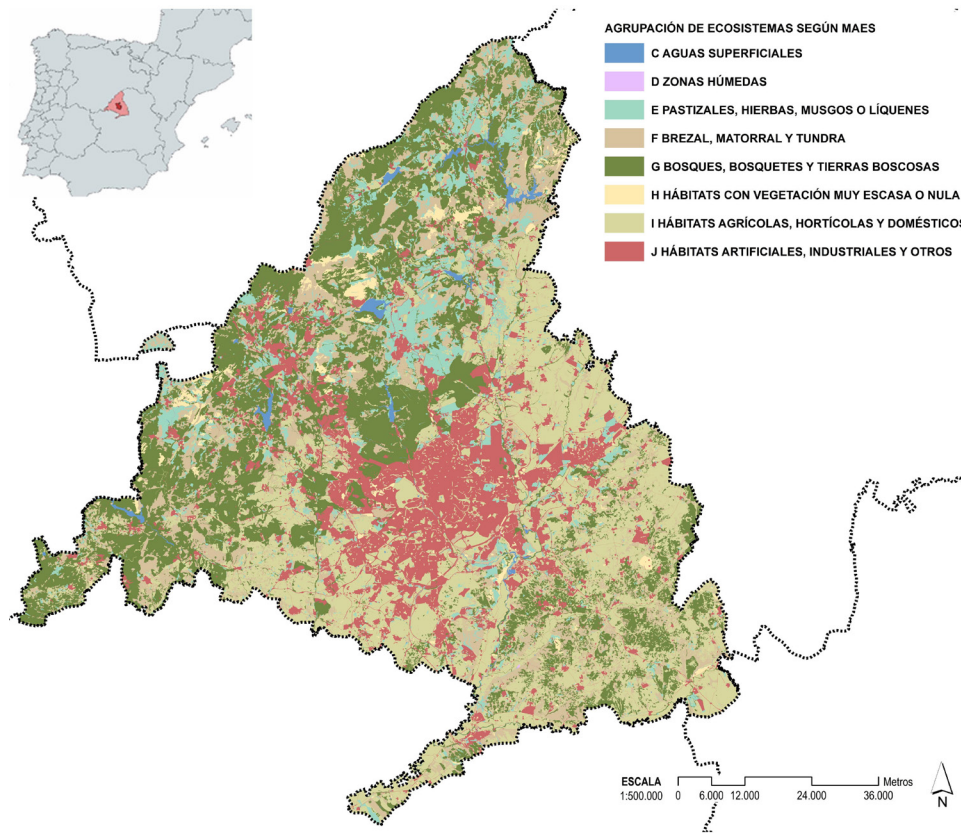 AGRUPACIÓN DE ECOSISTEMAS SEGÚN MAES
C AGUAS SUPERFICIALES
D ZONAS HÚMEDAS
E PASTIZALES, HIERBAS, MUSGOS O LÍQUENES
F BREZAL, MATORRAL Y TUNDRA
G BOSQUES, BOSQUETES Y TIERRAS BOSCOSAS
H HÁBITATS CON VEGETACIÓN MUY ESCASA O NULA
I HÁBITATS AGRÍCOLAS, HORTÍCOLAS Y DOMÉSTICOS
J HÁBITATS ARTIFICIALES, INDUSTRIALES Y OTROS
ESCALA
1:500.000
0 6.000 12.000 24.000 36.000
Metros
N